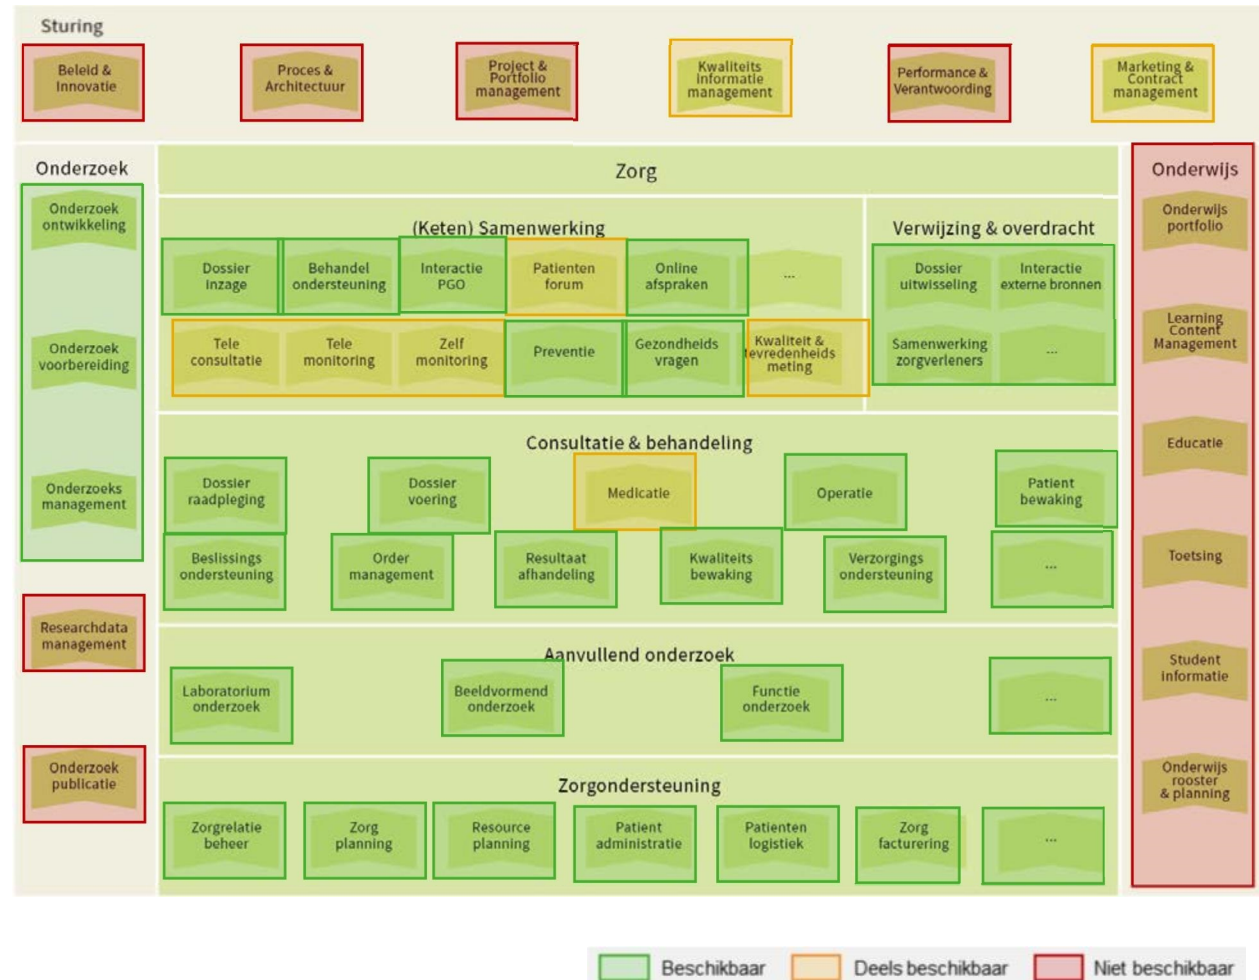 Sturing
Beleid &
Innovatie
Proces &
Architectuur
Project &
Portfolio
management
Kwaliteits
informatie
management
Performance &
Verantwoording
Marketing &
Contract
management
Onderzoek
Onderzoek
ontwikkeling
Onderzoek
voorbereiding
Onderzoeks
management
Researchdata
management
Onderzoek
publicatie
Zorg
(Keten) Samenwerking
Dossier
inzage
Behandel
ondersteuning
Interactie
PGO
Patienten
forum
Online
afspraken
...
Tele
consultatie
Tele
monitoring
Zelf
monitoring
Preventie
Gezondheids
vragen
Kwaliteit &
tevredenheids
meting
Verwijzing & overdracht
Dossier
uitwisseling
Interactie
externe bronnen
Samenwerking
zorgverleners
...
Consultatie & behandeling
Dossier
raadpleging
Dossier
voering
Medicatie
Operatie
Patient
bewaking
Beslissings
ondersteuning
Order
management
Resultaat
afhandeling
Kwaliteits
bewaking
Verzorgings
ondersteuning
...
Aanvullend onderzoek
Laboratorium
onderzoek
Beeldvormend
onderzoek
Functie
onderzoek
...
Zorgondersteuning
Zorgrelatie
beheer
Zorg
planning
Resource
planning
Patient
administratie
Patienten
logistiek
Zorg
facturering
...
Onderwijs
Onderwijs
portfolio
Learning
Content
Management
Educatie
Toetsing
Student
informatie
Onderwijs
rooster
& planning
Beschikbaar
Deels beschikbaar
Niet beschikbaar